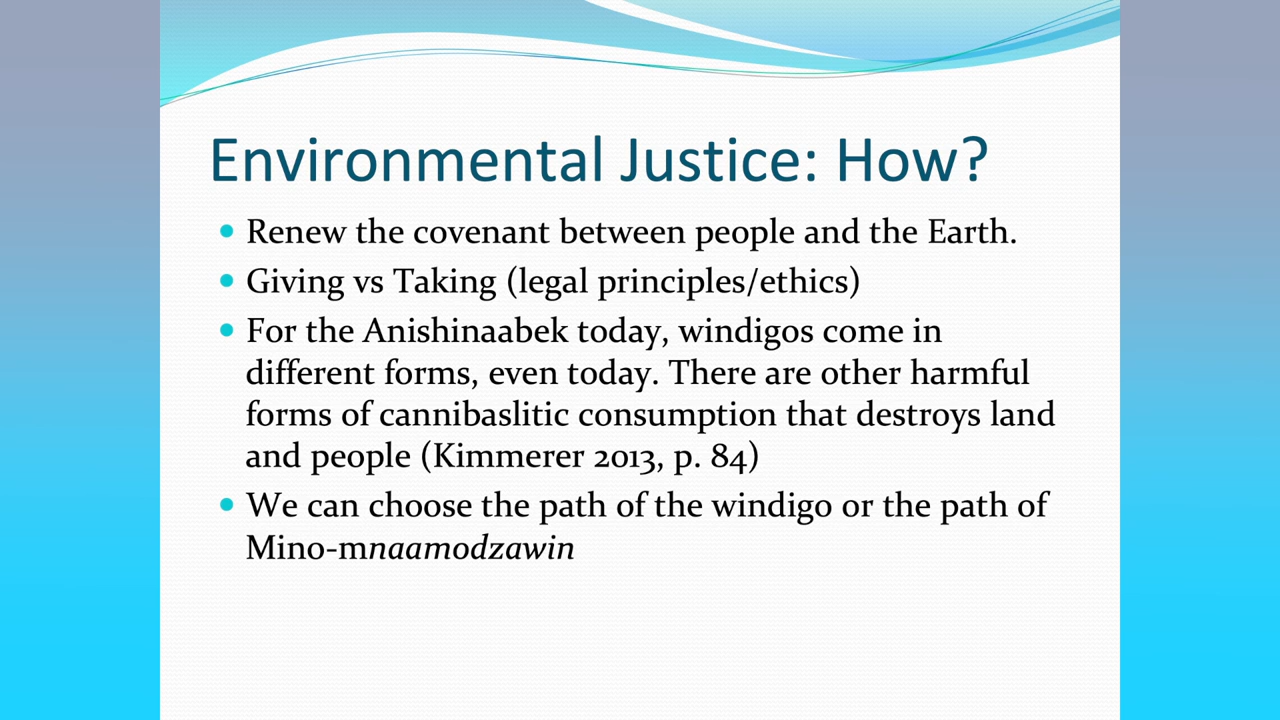 Environmental Justice: How?
• Renew the covenant between people and the Earth.
• Giving vs Taking (legal principles/ethics)
• For the Anishinaabek today, windigos come in
different forms, even today. There are other harmful
forms of cannibaslitic consumption that destroys land
and people (Kimmerer 2013, p. 84)
• We can choose the path of the windigo or the path of
Mino-mnaamodzawin